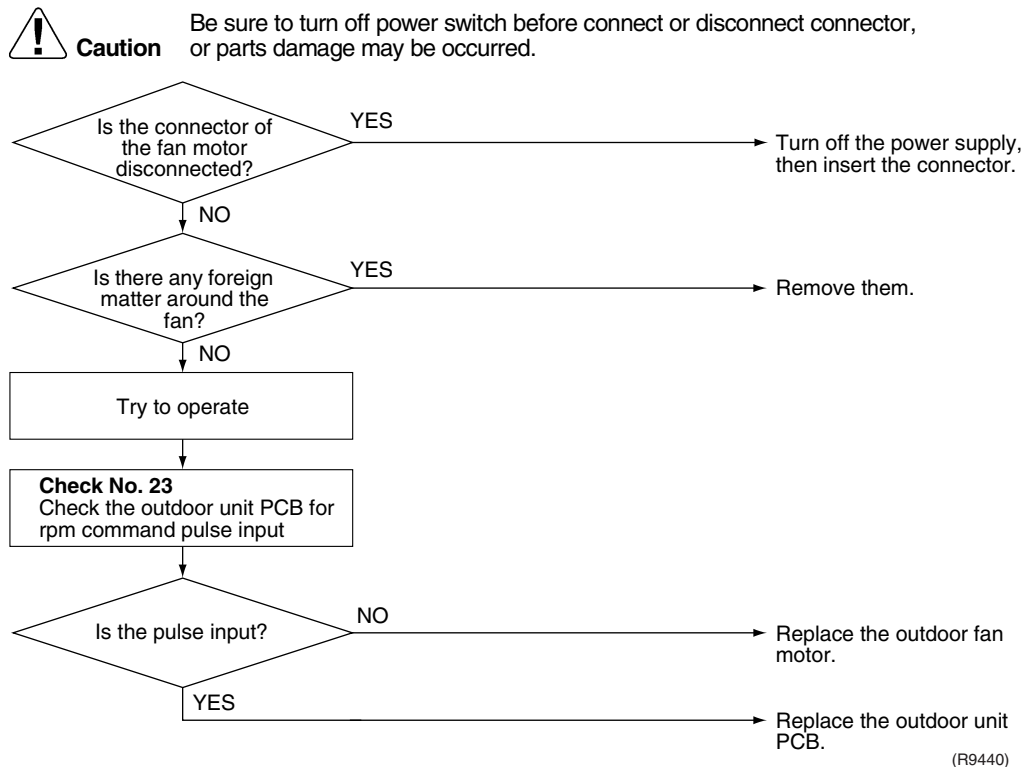 Be sure to turn off power switch before connect or disconnect connector,
Caution or parts damage may be occurred.
Is the connector of
the fan motor
disconnected?
YES
Turn off the power supply,
then insert the connector.
NO
Is there any foreign
matter around the
fan?
YES
Remove them.
NO
Try to operate
Check No. 23
Check the outdoor unit PCB for
rpm command pulse input
Is the pulse input?
NO
Replace the outdoor fan
motor.
YES
Replace the outdoor unit
PCB.
(R9440)